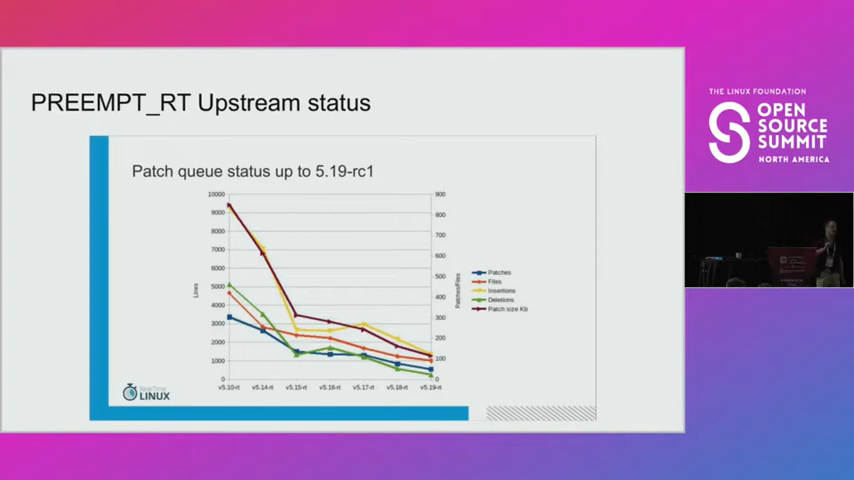 PREEMPT_RT Upstream status
Patch queue status up to 5.19-rc1
10000
9000
8000
7000
6000
5000
4000
3000
2000
1000
0
900
800
700
600
500
400
300
200
100
0
Lines
Patches/Files
v5.10-rt v5.14-rt v5.15-rt v5.16-rt v5.17-rt v5.18-rt v5.19-rt
Patches
Files
Insertions
Deletions
Patch size Kb
Real-Time
LINUX
THE LINUX FOUNDATION
OPEN
SOURCE
SUMMIT
NORTH AMERICA